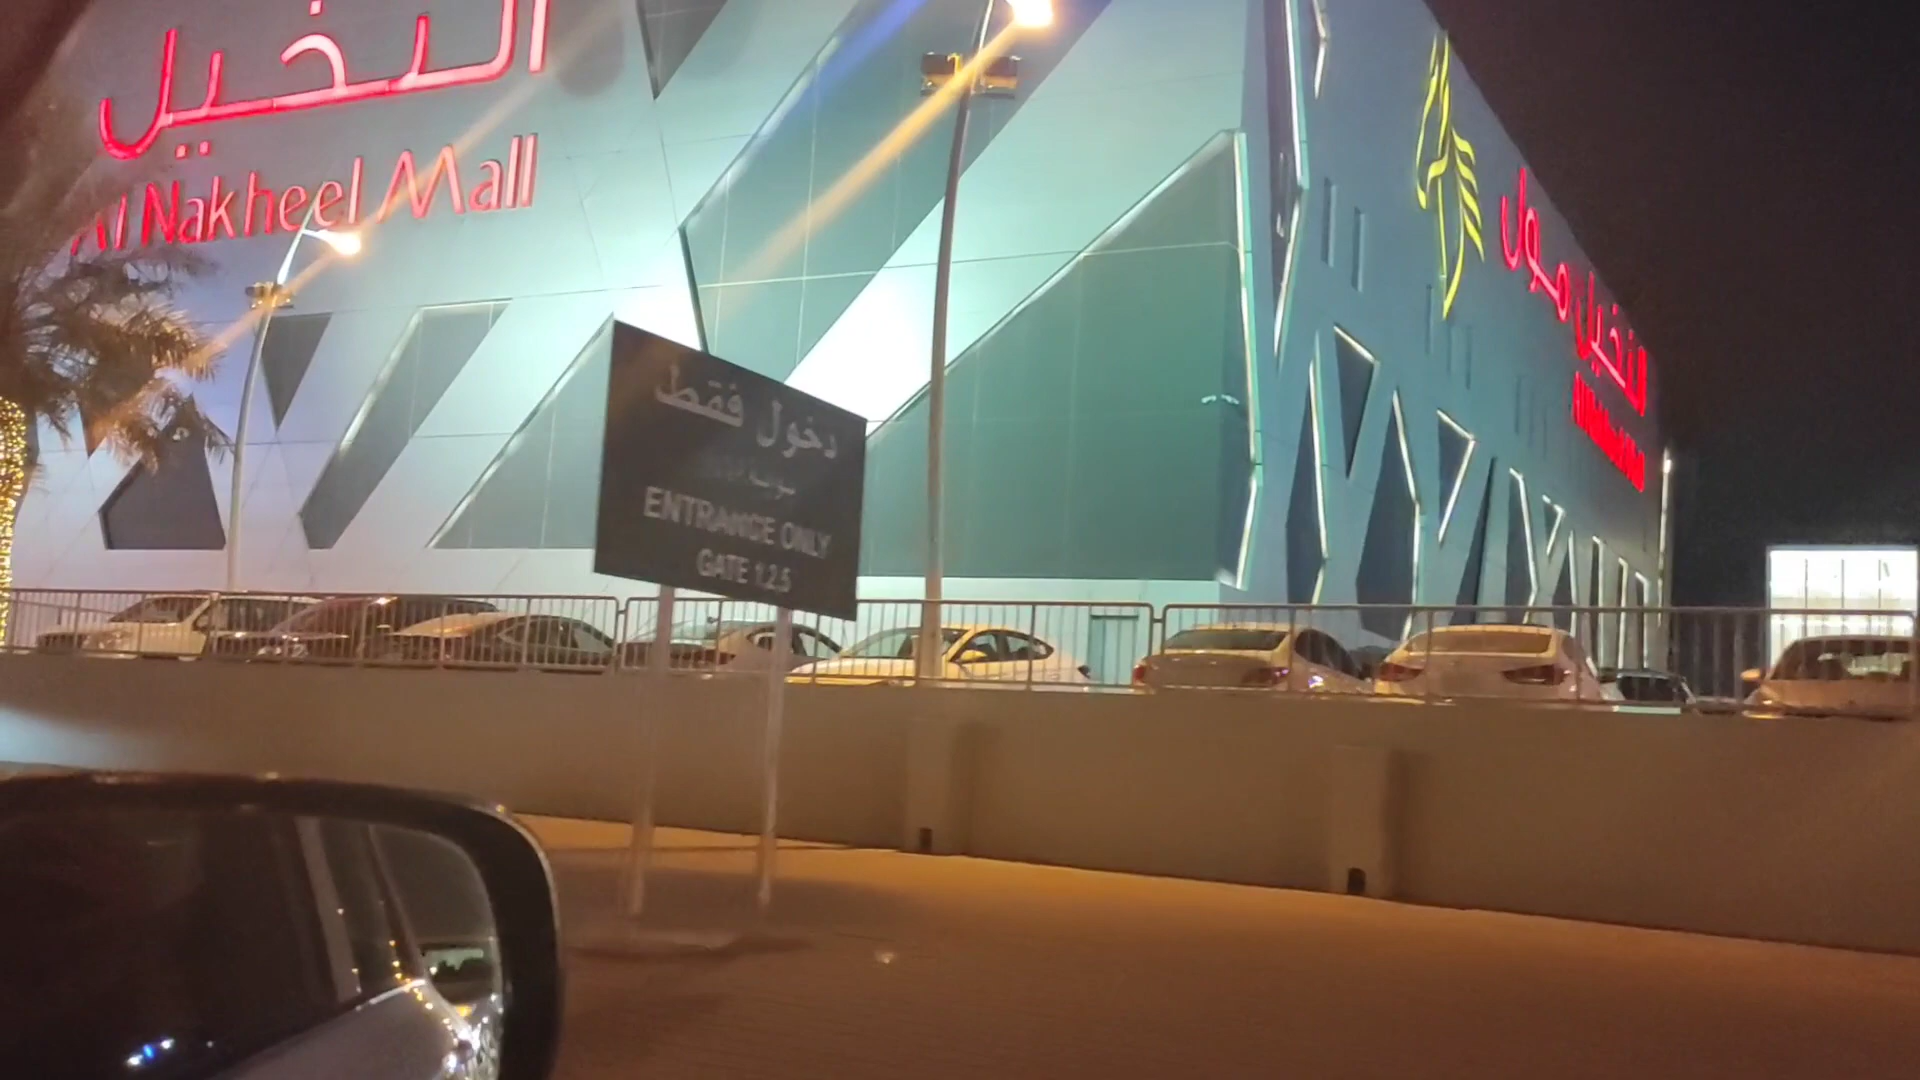 النخيل
Al Nakheel Mall
النخيل مول
دخول فقط
ENTRANCE ONLY
GATE 1.2.5